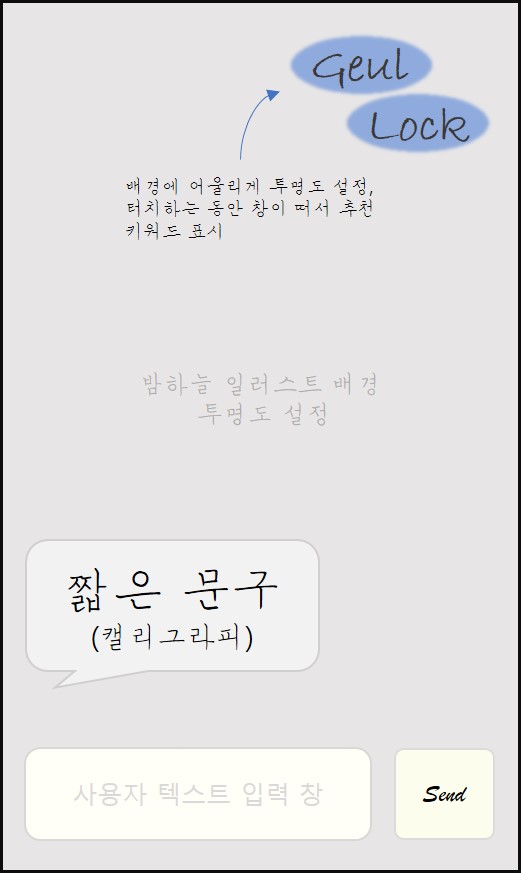 Geul
Lock
배경에 어울리게 투명도 설정,
터치하는 동안 창이 떠서 추천
키워드 표시
밤하늘 일러스트 배경
투명도 설정
짧은 문구
(캘리그라피)
사용자 텍스트 입력 창
Send